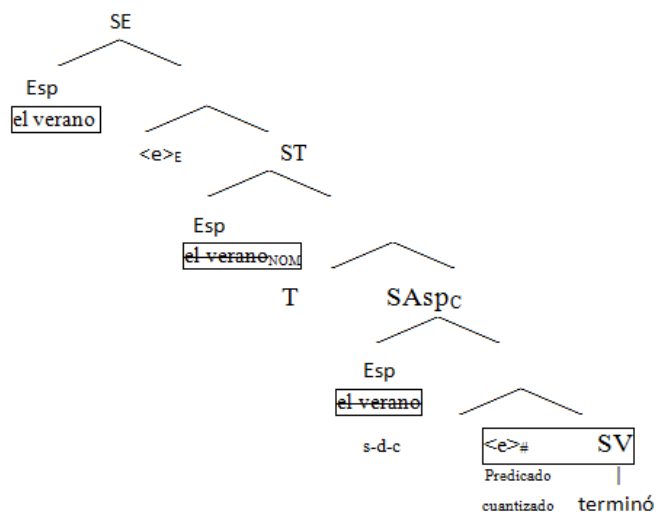 SE
Esp
el verano
<e>E ST
Esp
el veranoNOM
T SAspC
Esp
el verano
s-d-c <e># SV
Predicado
cuantizado terminó